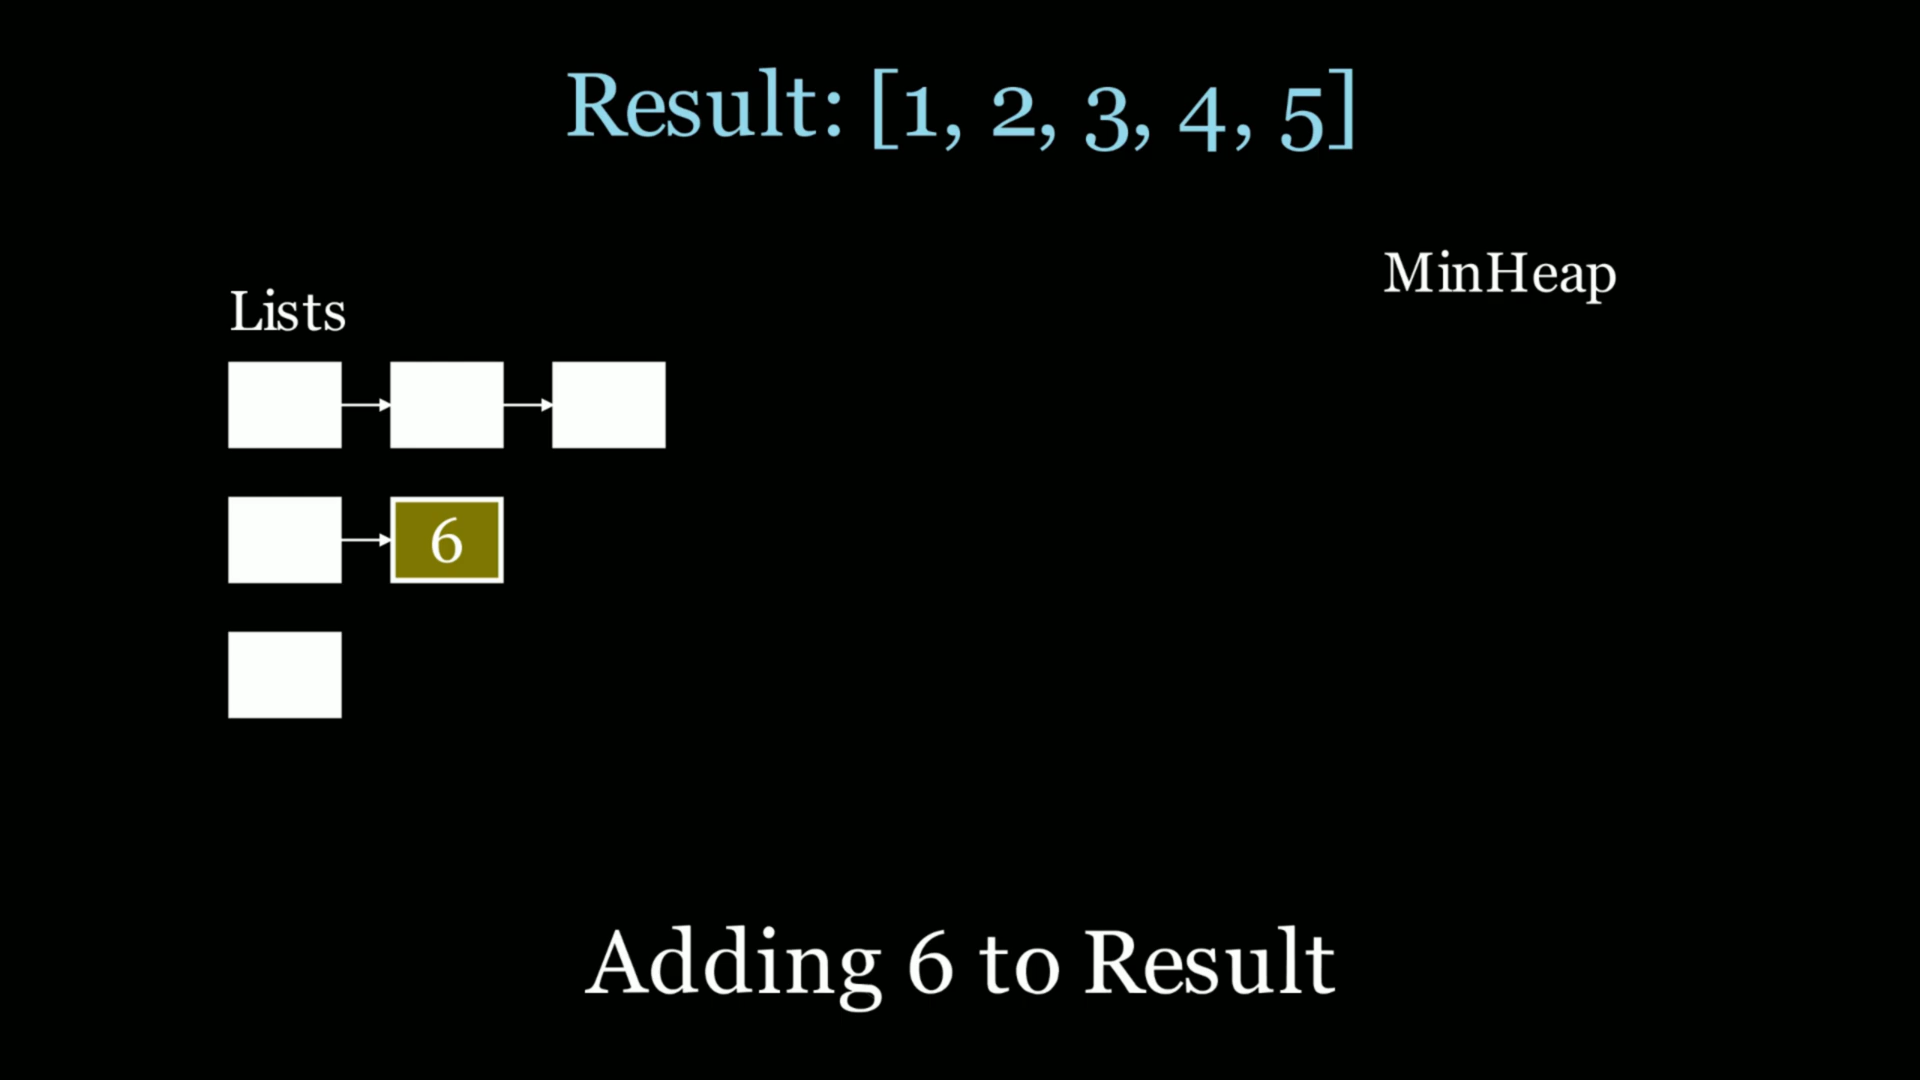 Result: [1, 2, 3, 4, 5]
MinHeap
Lists
6
Adding 6 to Result